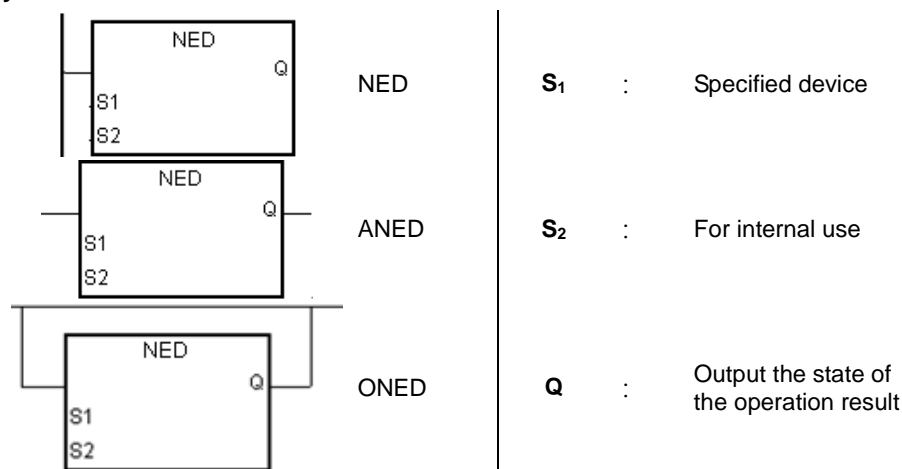 NED
Q
S1
S2
NED
S₁ : Specified device
NED
Q
S1
S2
ANED
S₂ : For internal use
NED
Q
S1
S2
ONED
Q : Output the state of
the operation result